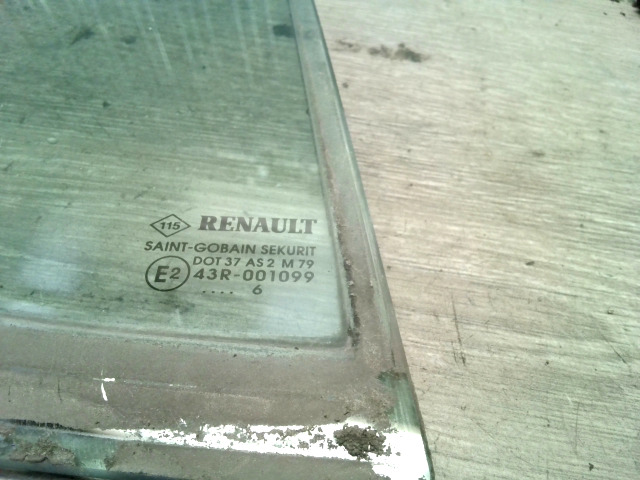 115 RENAULT
SAINT-GOBAIN SEKURIT
DOT 37 AS 2 M 79
E2 43R-001099
.... 6